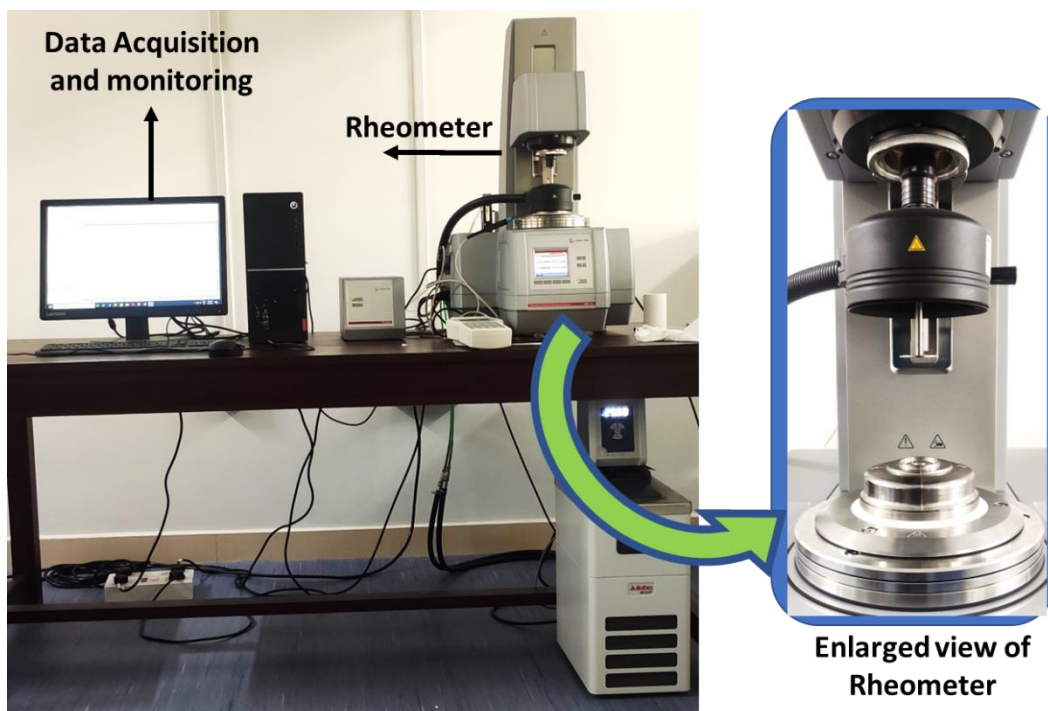 Data Acquisition
and monitoring
Rheometer
Lenovo
Julabo
Enlarged view of
Rheometer